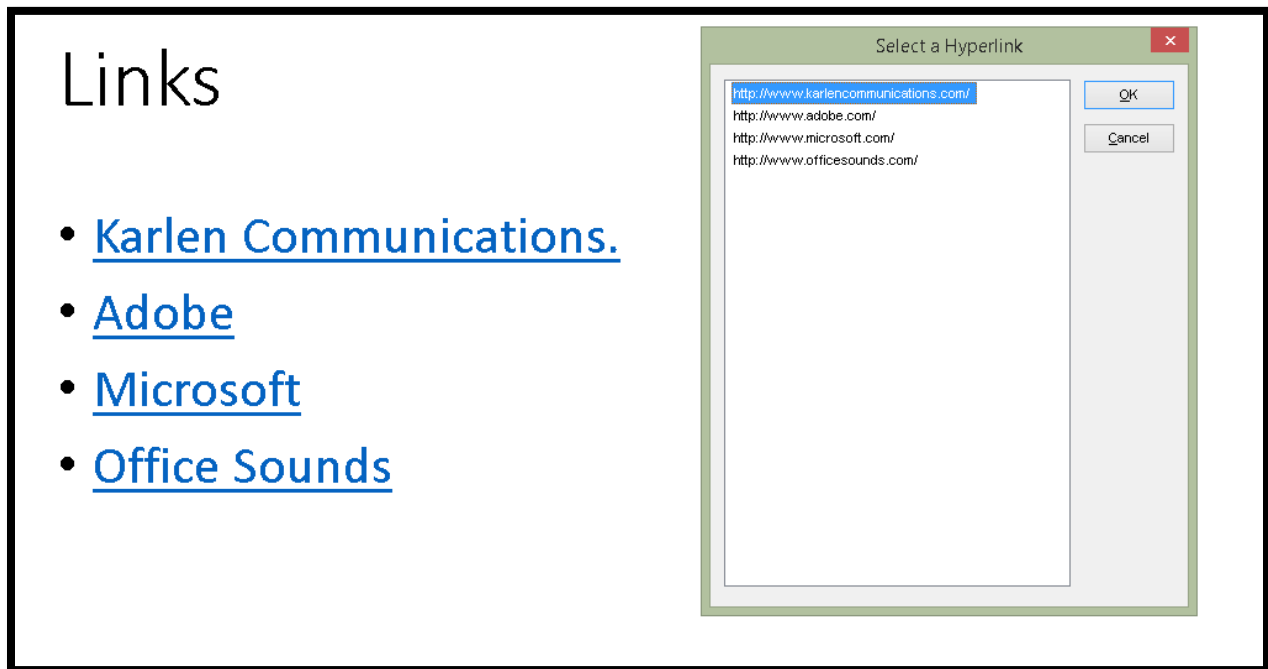 Links
• Karlen Communications.
• Adobe
• Microsoft
• Office Sounds
Select a Hyperlink
http://www.karlencommunications.com/
http://www.adobe.com/
http://www.microsoft.com/
http://www.officesounds.com/
OK
Cancel